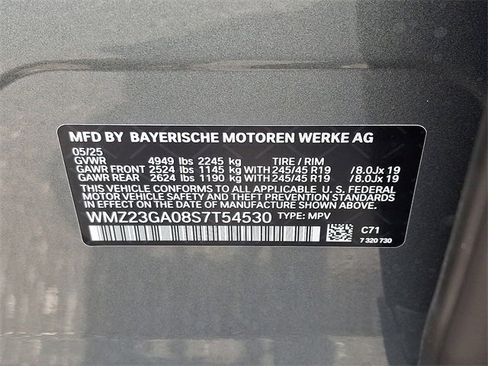 MFD BY BAYERISCHE MOTOREN WERKE AG
05/25
GVWR 4949 lbs 2245 kg TIRE / RIM
GAWR FRONT 2524 lbs 1145 kg 245/45 R19 / 8.0Jx 19
GAWR REAR 2624 lbs 1190 kg 245/45 R19 / 8.0Jx 19
THIS VEHICLE CONFORMS TO ALL APPLICABLE U. S. FEDERAL
MOTOR VEHICLE SAFETY AND THEFT PREVENTION
STANDARDS IN EFFECT ON THE DATE OF MANUFACTURE
SHOWN ABOVE.
WMZ23GA08S7T54530 TYPE: MPV
C71
7 320 730